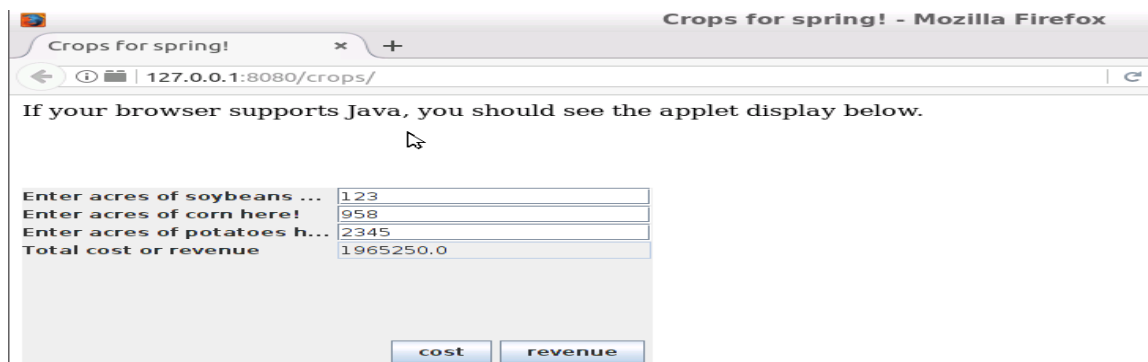 Crops for spring! - Mozilla Firefox
Crops for spring! × +
127.0.0.1:8080/crops/
If your browser supports Java, you should see the applet display below.
Enter acres of soybeans ... 123
Enter acres of corn here! 958
Enter acres of potatoes h... 2345
Total cost or revenue 1965250.0
cost revenue